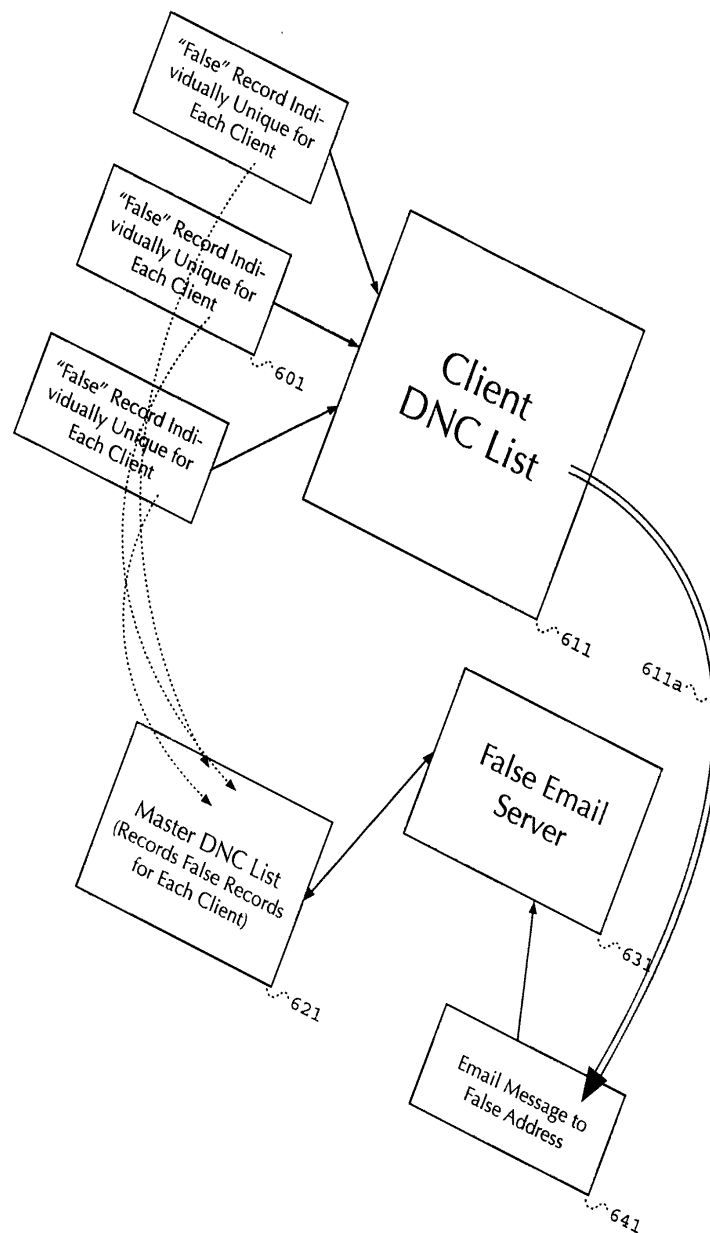 “False” Record Indi-
vidually Unique for
Each Client
“False” Record Indi-
vidually Unique for
Each Client
601
“False” Record Indi-
vidually Unique for
Each Client
Client
DNC List
611
611a
False Email
Server
631
Master DNC List
(Records False Records
for Each Client)
621
Email Message to
False Address
641